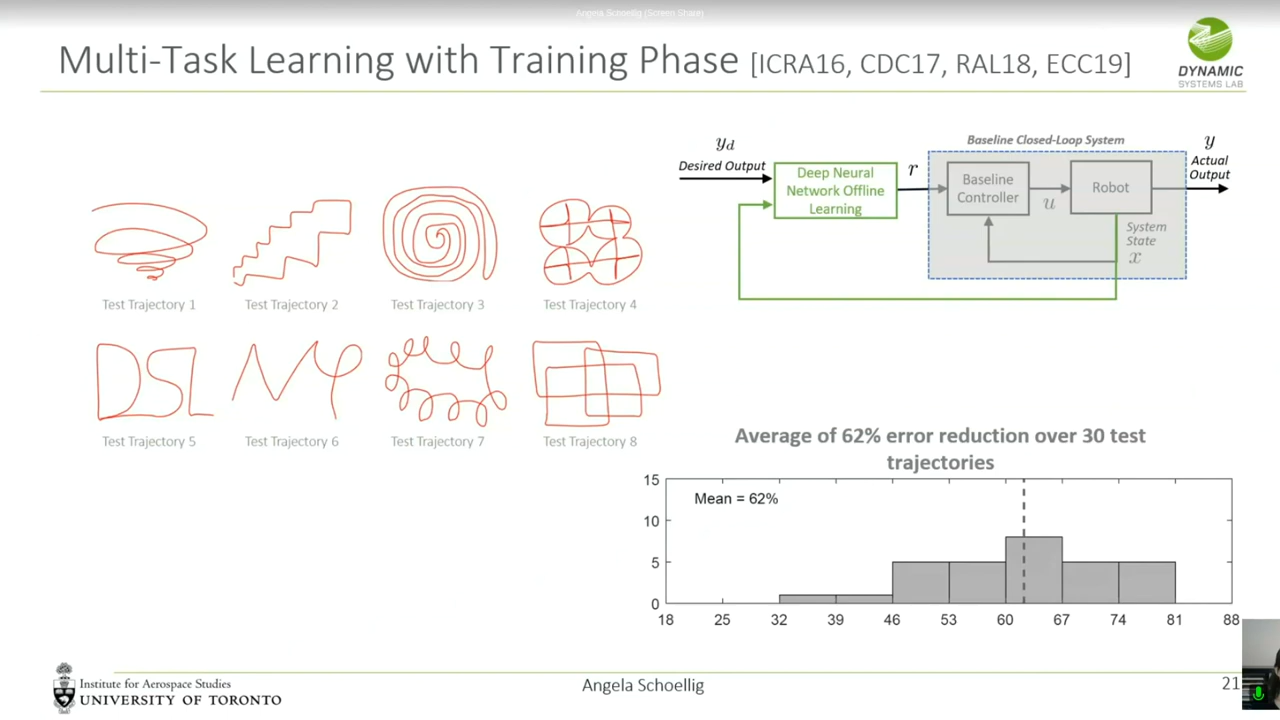 Angela Schoellig (Screen Share)
Multi-Task Learning with Training Phase [ICRA16, CDC17, RAL18, ECC19]
DYNAMIC
SYSTEMS LAB
Test Trajectory 1
Test Trajectory 2
Test Trajectory 3
Test Trajectory 4
DSL
Test Trajectory 5
Test Trajectory 6
Test Trajectory 7
Test Trajectory 8
y_d
Desired Output
Deep Neural
Network Offline
Learning
r
Baseline Closed-Loop System
Baseline
Controller
u
Robot
System
State
x
y
Actual
Output
Average of 62% error reduction over 30 test
trajectories
Mean = 62%
15
10
5
0
18 25 32 39 46 53 60 67 74 81 88
Institute for Aerospace Studies
UNIVERSITY OF TORONTO
Angela Schoellig
21